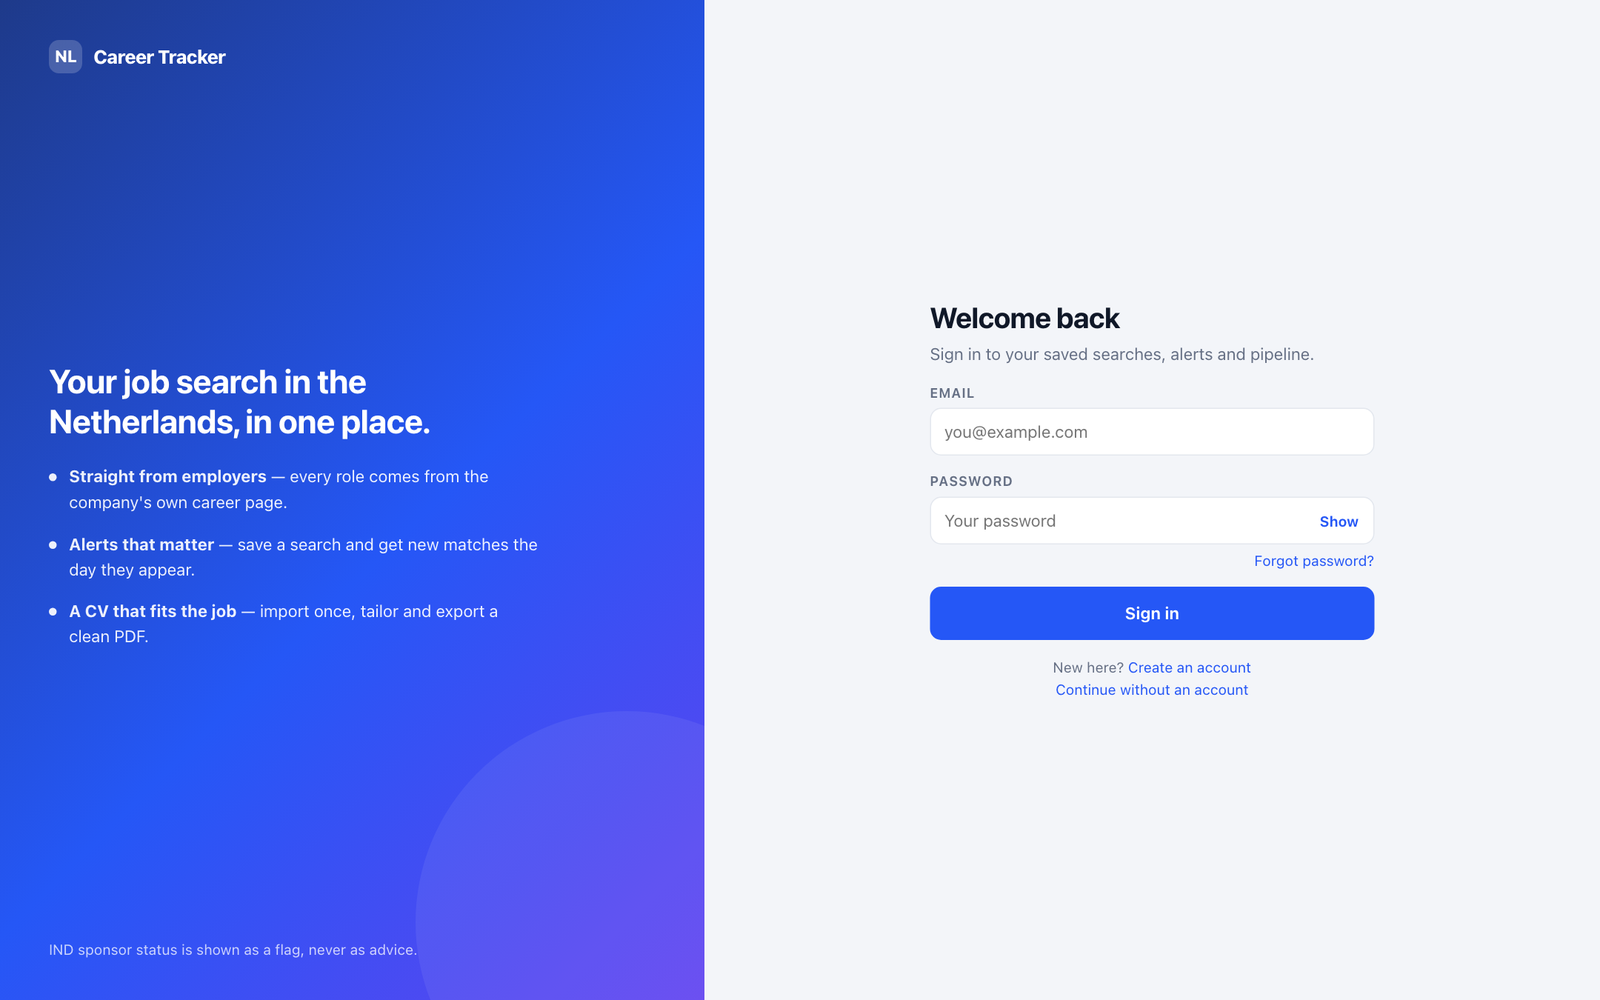 NL Career Tracker
Your job search in the
Netherlands, in one place.
Straight from employers — every role comes from the
company's own career page.
Alerts that matter — save a search and get new matches the
day they appear.
A CV that fits the job — import once, tailor and export a
clean PDF.
IND sponsor status is shown as a flag, never as advice.
Welcome back
Sign in to your saved searches, alerts and pipeline.
EMAIL
you@example.com
PASSWORD
Your password Show
Forgot password?
Sign in
New here? Create an account
Continue without an account